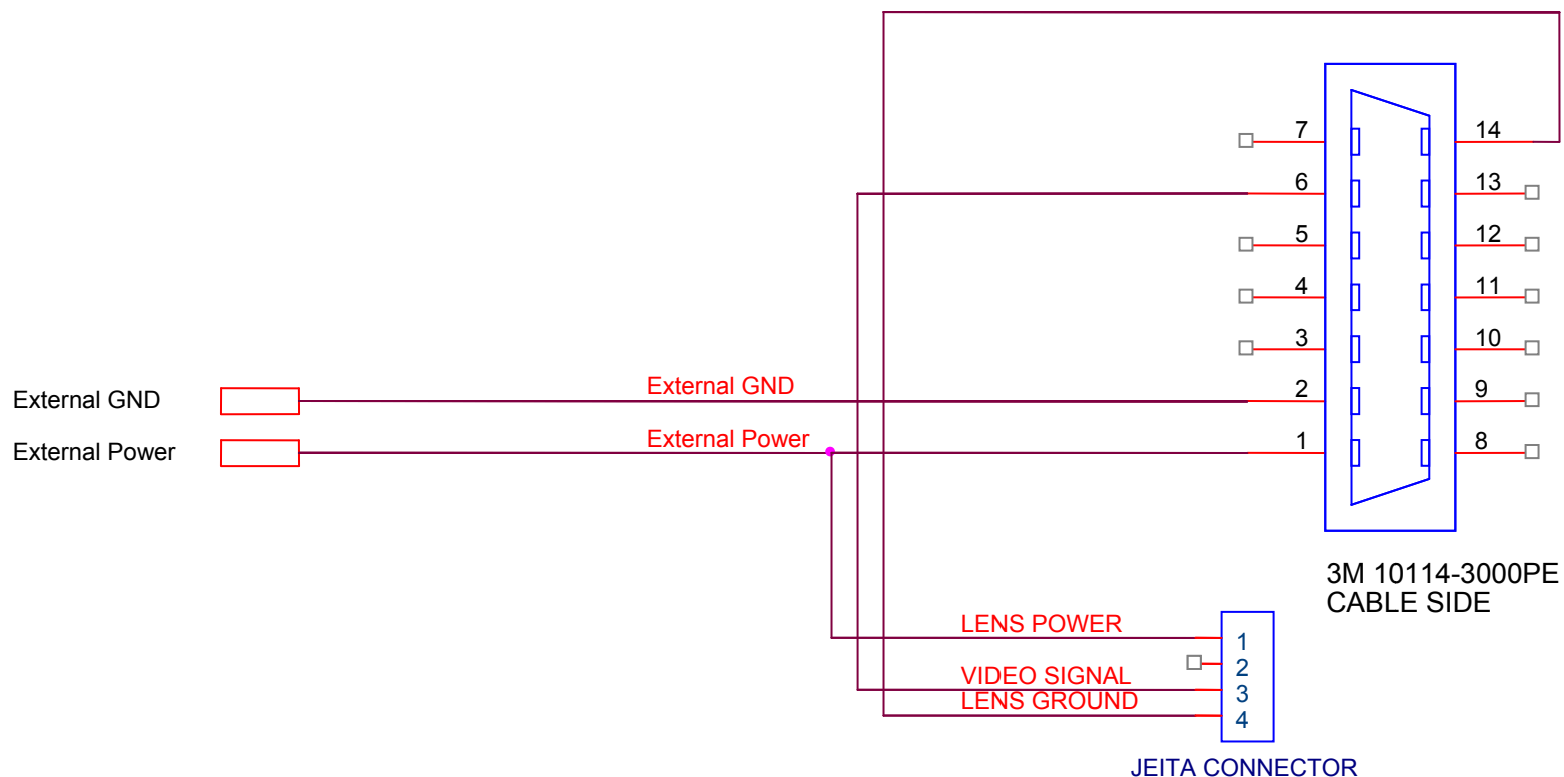 7
14
6
13
5
12
4
11
3
10
External GND
External GND
2
9
External Power
External Power
1
8
3M 10114-3000PE
CABLE SIDE
LENS POWER
1
2
VIDEO SIGNAL
3
LENS GROUND
4
JEITA CONNECTOR